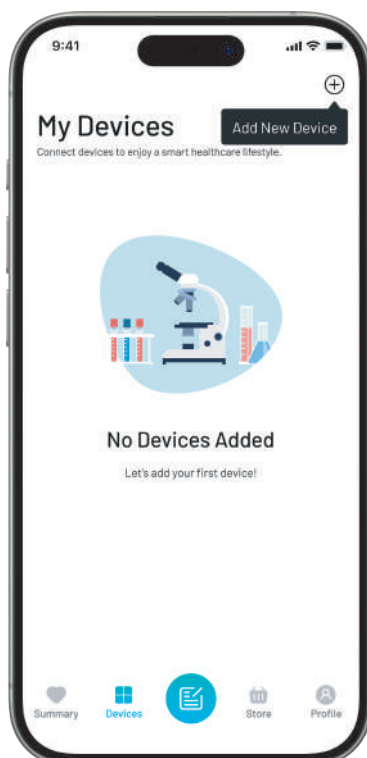 9:41
My Devices
Add New Device
Connect devices to enjoy a smart healthcare lifestyle.
No Devices Added
Let's add your first device!
Summary
Devices
Store
Profile